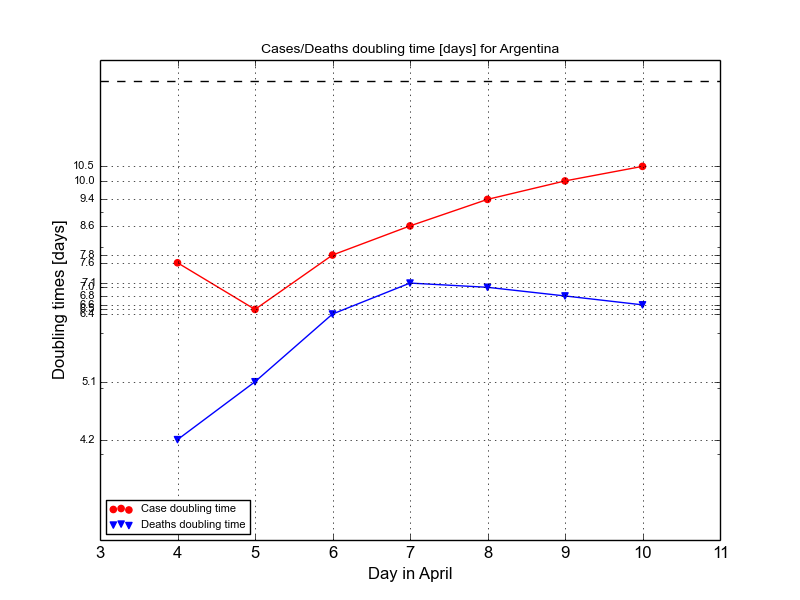 Cases/Deaths doubling time [days] for Argentina
Doubling times [days]
10.5
10.0
9.4
8.6
7.8
7.6
7.1
7.0
6.8
6.6
6.4
5.1
4.2
Case doubling time
Deaths doubling time
3 4 5 6 7 8 9 10 11
Day in April